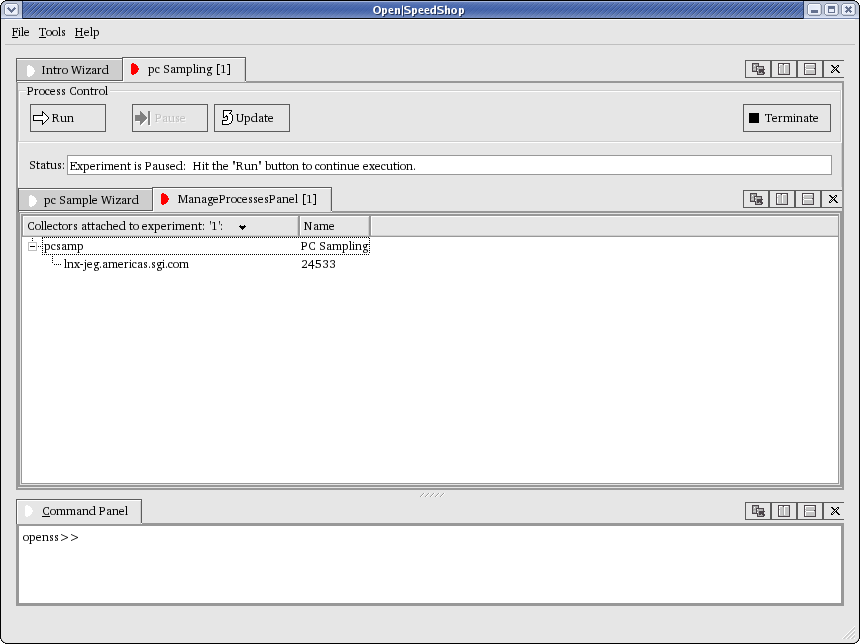 Open|SpeedShop
File Tools Help
Intro Wizard pc Sampling [1]
Process Control
Run Pause Update Terminate
Status: Experiment is Paused: Hit the "Run" button to continue execution.
pc Sample Wizard ManageProcessesPanel [1]
Collectors attached to experiment: '1': Name
pcsamp PC Sampling
lnx-jeg.americas.sgi.com 24533
Command Panel
openss>>